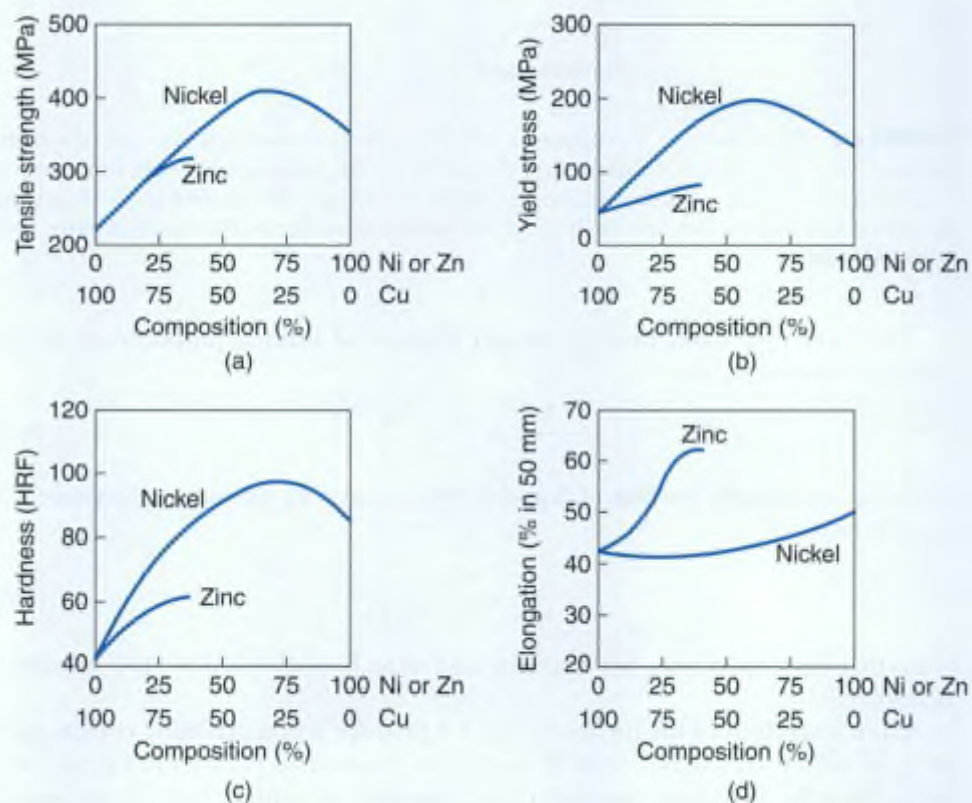 Tensile strength (MPa)
500
400
300
200
Nickel
Zinc
0 25 50 75 100 Ni or Zn
100 75 50 25 0 Cu
Composition (%)
(a)
Yield stress (MPa)
300
200
100
0
Nickel
Zinc
0 25 50 75 100 Ni or Zn
100 75 50 25 0 Cu
Composition (%)
(b)
Hardness (HRF)
120
100
80
60
40
Nickel
Zinc
0 25 50 75 100 Ni or Zn
100 75 50 25 0 Cu
Composition (%)
(c)
Elongation (% in 50 mm)
70
60
50
40
30
20
Zinc
Nickel
0 25 50 75 100 Ni or Zn
100 75 50 25 0 Cu
Composition (%)
(d)